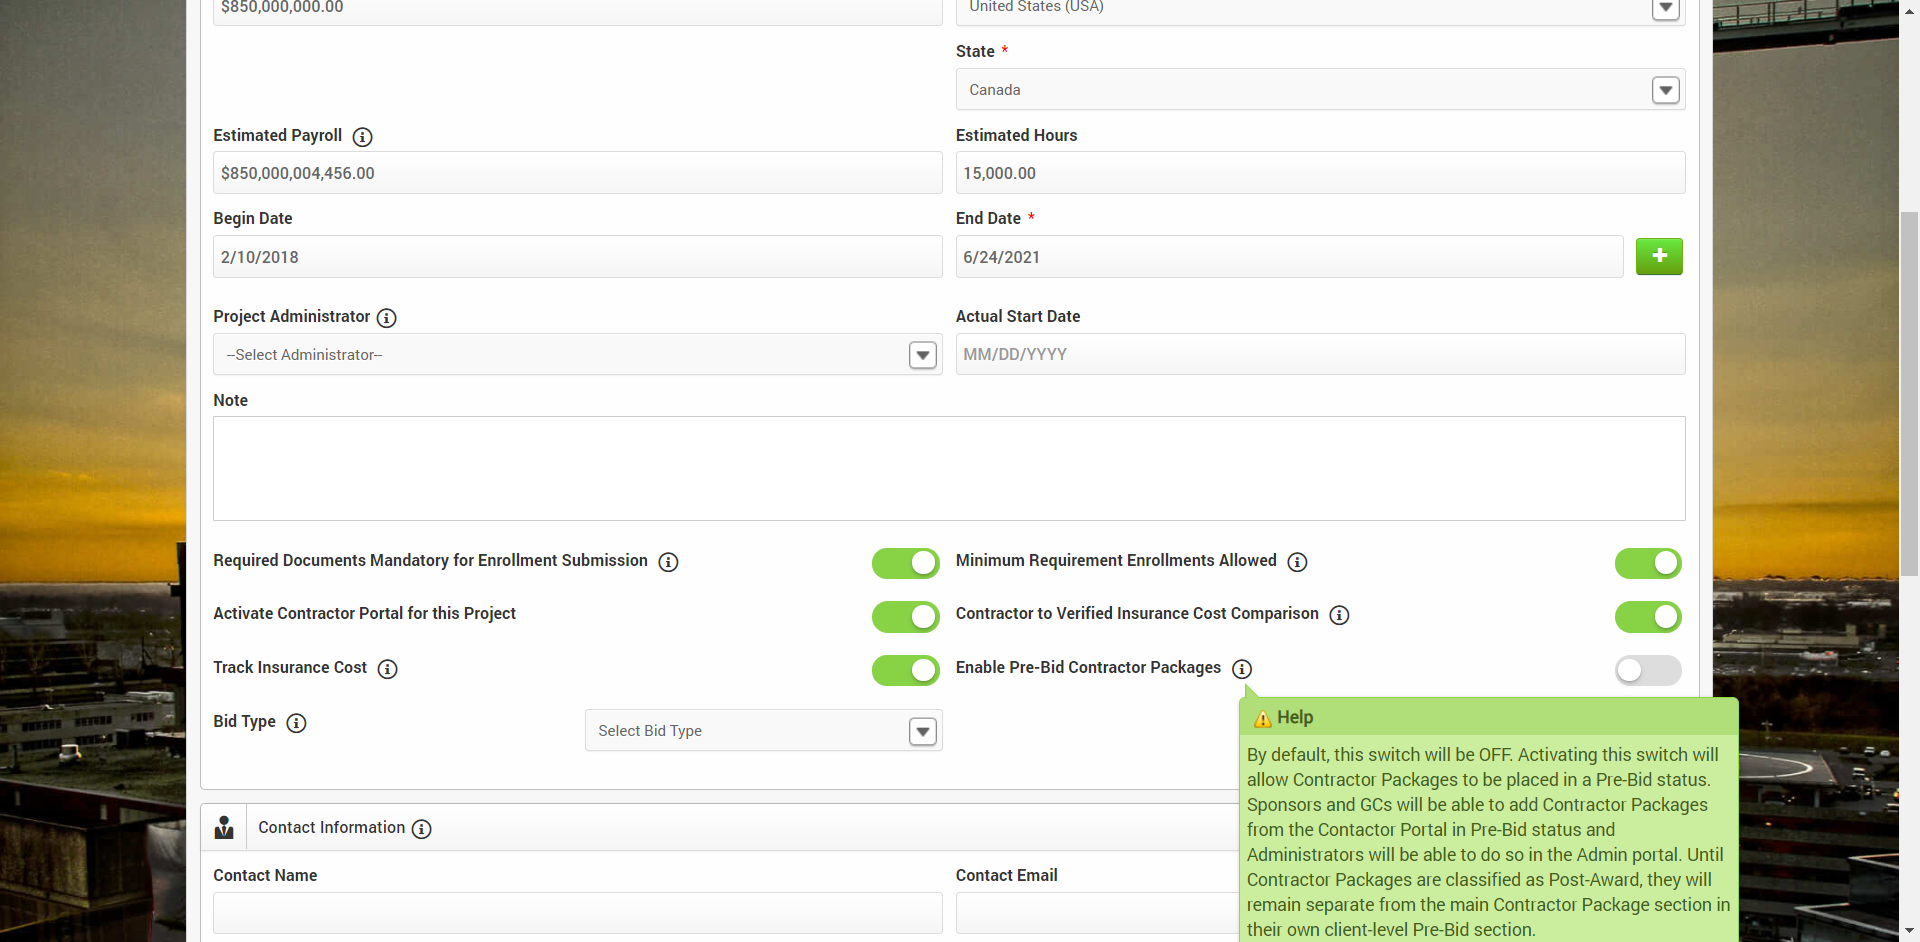 $850,000,000.00
United States (USA)
State *
Canada
Estimated Payroll
Estimated Hours
$850,000,004,456.00
15,000.00
Begin Date
End Date *
2/10/2018
6/24/2021
Project Administrator
Actual Start Date
--Select Administrator--
MM/DD/YYYY
Note
Required Documents Mandatory for Enrollment Submission
Minimum Requirement Enrollments Allowed
Activate Contractor Portal for this Project
Contractor to Verified Insurance Cost Comparison
Track Insurance Cost
Enable Pre-Bid Contractor Packages
Bid Type
Select Bid Type
Help
By default, this switch will be OFF. Activating this switch will
allow Contractor Packages to be placed in a Pre-Bid status.
Sponsors and GCs will be able to add Contractor Packages
from the Contactor Portal in Pre-Bid status and
Administrators will be able to do so in the Admin portal. Until
Contractor Packages are classified as Post-Award, they will
remain separate from the main Contractor Package section in
their own client-level Pre-Bid section.
Contact Information
Contact Name
Contact Email